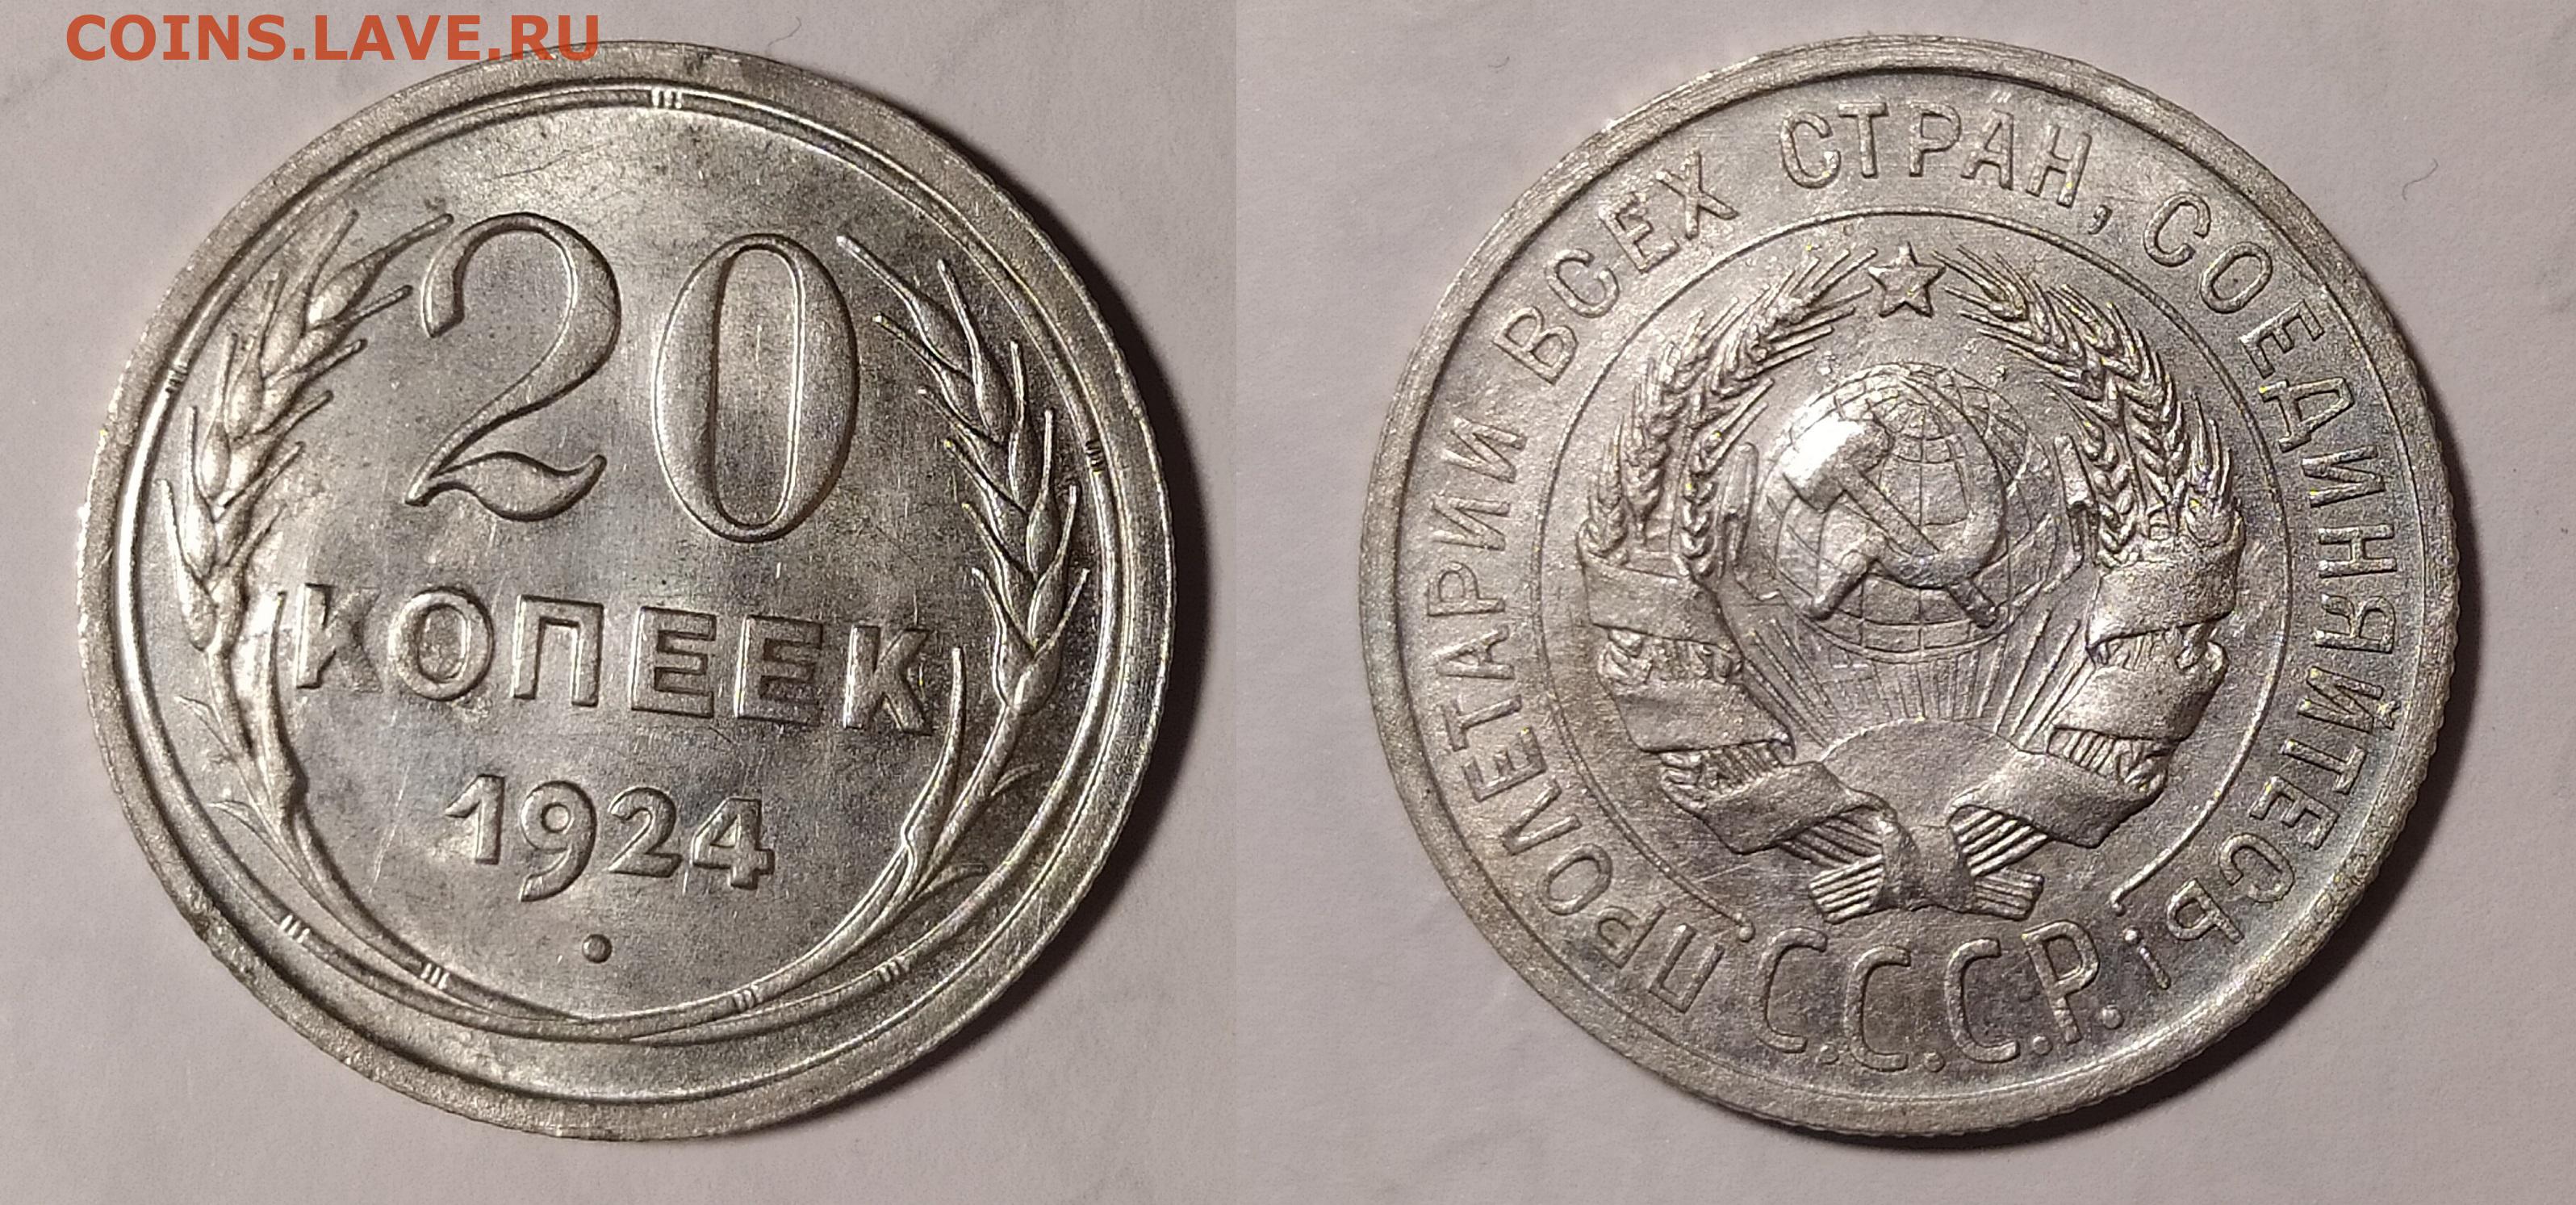 COINS.LAVE.RU
20
КОПЕЕК
1924
ПРОЛЕТАРИИ ВСЕХ СТРАН, СОЕДИНЯЙТЕСЬ!
С.С.С.Р.